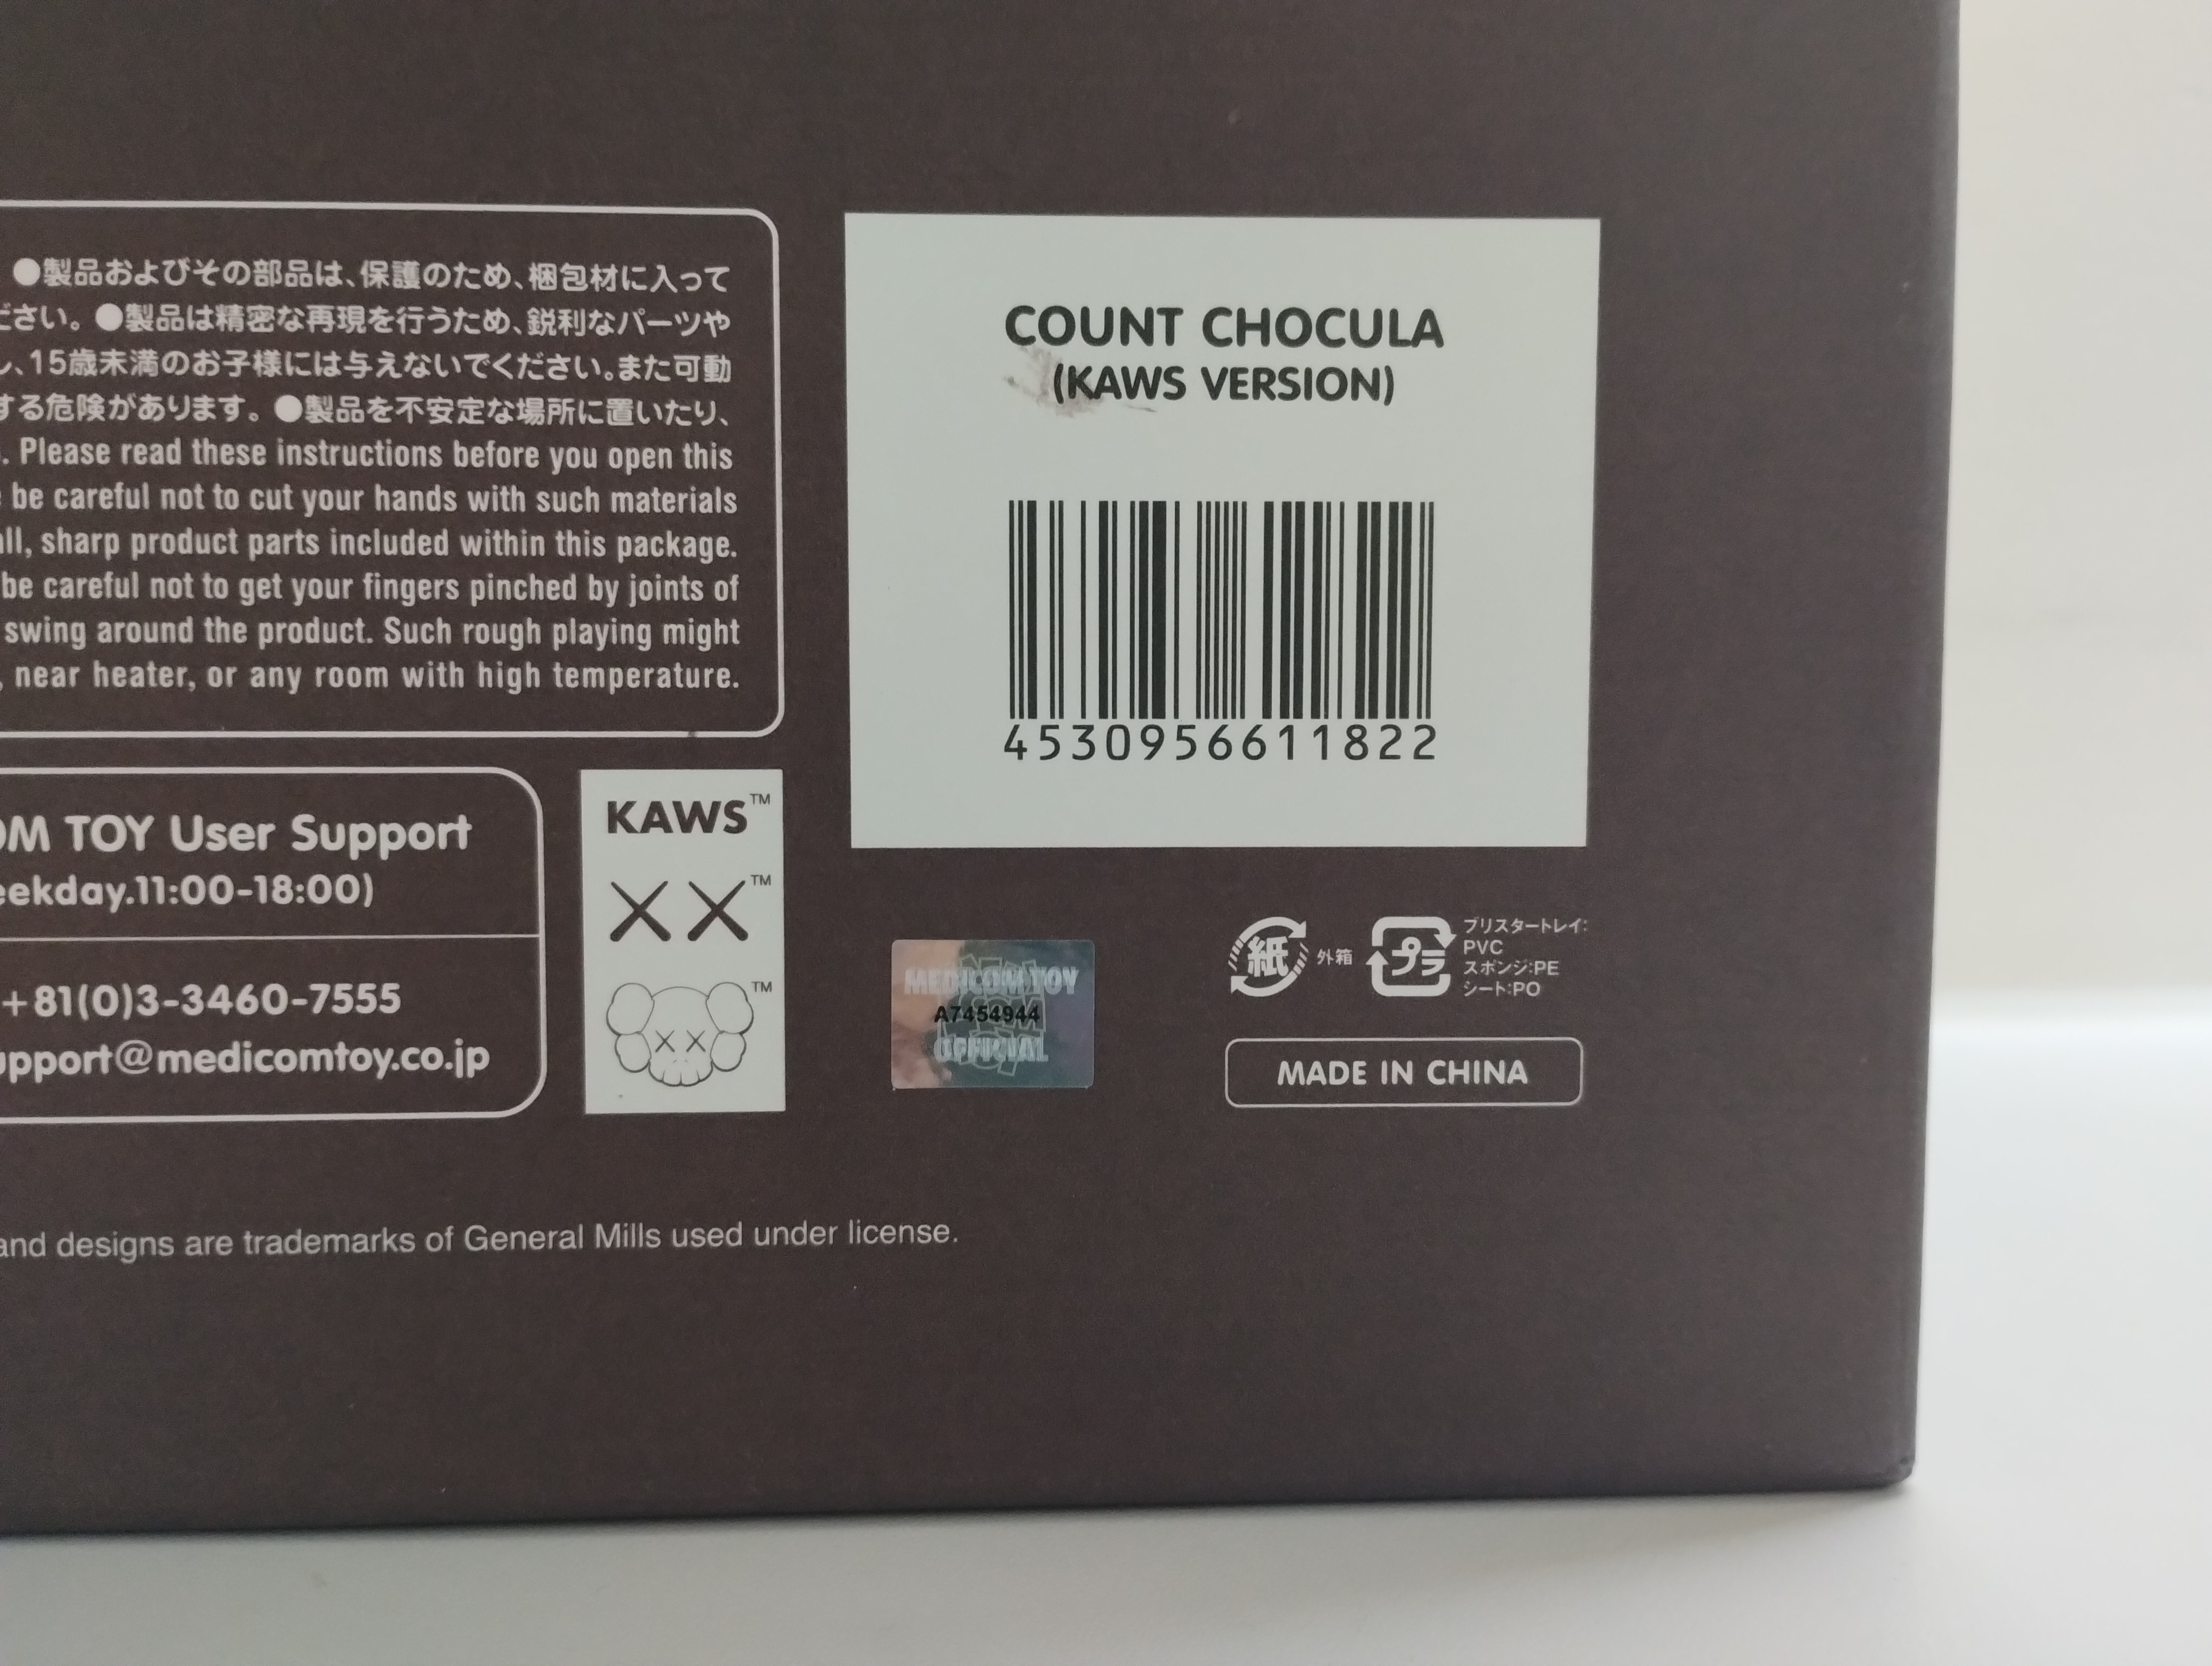 ●製品およびその部品は、保護のため、梱包材に入って
ださい。●製品は精密な再現を行うため、鋭利なパーツや
し、15歳未満のお子様には与えないでください。また可動
する危険があります。●製品を不安定な場所に置いたり、
. Please read these instructions before you open this
be careful not to cut your hands with such materials
all, sharp product parts included within this package.
be careful not to get your fingers pinched by joints of
swing around the product. Such rough playing might
, near heater, or any room with high temperature.
COUNT CHOCULA
(KAWS VERSION)
4530956611822
OM TOY User Support
eekday.11:00-18:00)
+81(0)3-3460-7555
upport@medicomtoy.co.jp
KAWS™
XX™
™
MEDICOM TOY
A7454944
OFFICIAL
紙
外箱
プラ
ブリスタートレイ:
PVC
スポンジ:PE
シート:PO
MADE IN CHINA
and designs are trademarks of General Mills used under license.